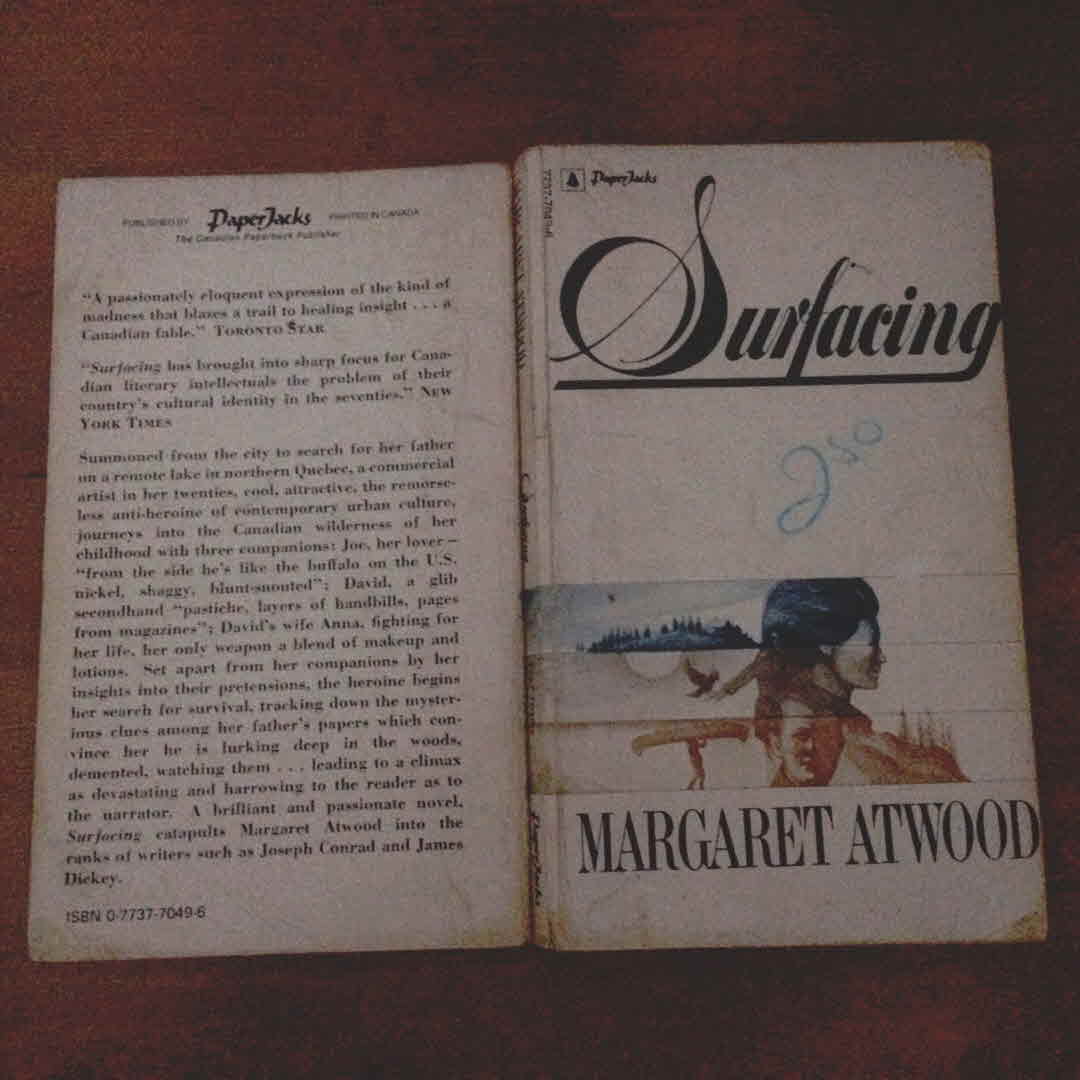 PUBLISHED BY PaperJacks PRINTED IN CANADA
The Canadian Paperback Publisher
"A passionately eloquent expression of the kind of
madness that blazes a trail to healing insight . . . a
Canadian fable." TORONTO STAR
"Surfacing has brought into sharp focus for Cana-
dian literary intellectuals the problem of their
country's cultural identity in the seventies." NEW
YORK TIMES
Summoned from the city to search for her father
on a remote lake in northern Quebec, a commercial
artist in her twenties, cool, attractive, the remorse-
less anti-heroine of contemporary urban culture,
journeys into the Canadian wilderness of her
childhood with three companions: Joe, her lover –
"from the side he's like the buffalo on the U.S.
nickel, shaggy, blunt-snouted"; David, a glib
secondhand "pastiche, layers of handbills, pages
from magazines"; David's wife Anna, fighting for
her life, her only weapon a blend of makeup and
lotions. Set apart from her companions by her
insights into their pretensions, the heroine begins
her search for survival, tracking down the myster-
ious clues among her father's papers which con-
vince her he is lurking deep in the woods,
demented, watching them . . . leading to a climax
as devastating and harrowing to the reader as to
the narrator. A brilliant and passionate novel,
Surfacing catapults Margaret Atwood into the
ranks of writers such as Joseph Conrad and James
Dickey.
ISBN 0-7737-7049-6
Surfacing
PaperJacks
PaperJacks
Surfacing
250
MARGARET ATWOOD